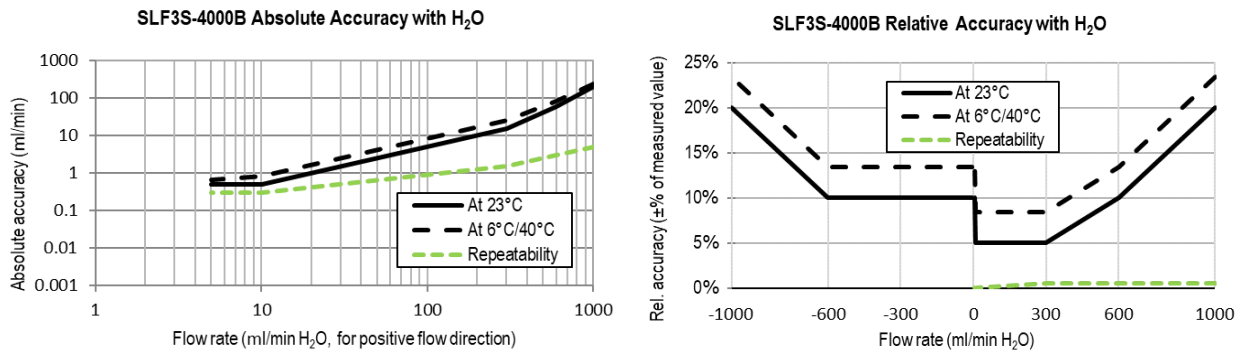 SLF3S-4000B Absolute Accuracy with H₂O
Absolute accuracy (ml/min)
1000
100
10
1
0.1
0.01
0.001
At 23°C
At 6°C/40°C
Repeatability
1
10
100
1000
Flow rate (ml/min H₂O, for positive flow direction)
SLF3S-4000B Relative Accuracy with H₂O
Rel. accuracy (±% of measured value)
25%
20%
15%
10%
5%
0%
At 23°C
At 6°C/40°C
Repeatability
-1000
-600
-300
0
300
600
1000
Flow rate (ml/min H₂O)